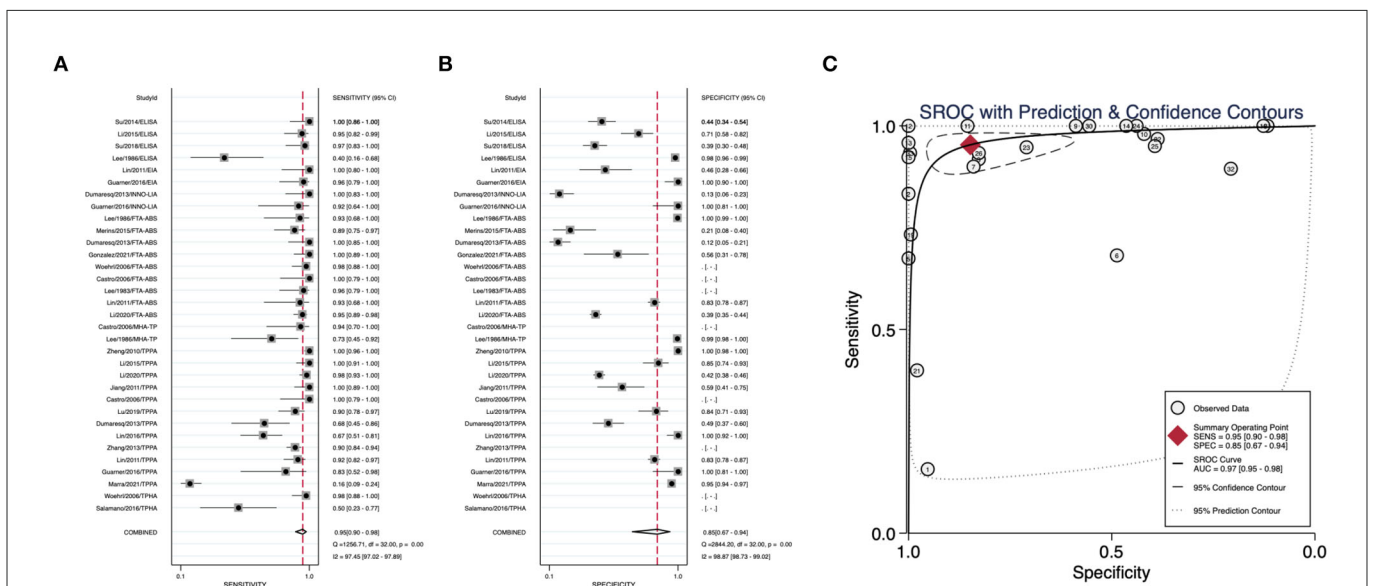 A
StudyId SENSITIVITY (95% CI)
Su/2014/ELISA 1.00 [0.86 - 1.00]
Li/2015/ELISA 0.95 [0.82 - 0.99]
Su/2018/ELISA 0.97 [0.83 - 1.00]
Lee/1986/ELISA 0.40 [0.16 - 0.68]
Lin/2011/EIA 1.00 [0.80 - 1.00]
Guarner/2016/EIA 0.96 [0.79 - 1.00]
Dumaresq/2013/INNO-LIA 1.00 [0.83 - 1.00]
Guarner/2016/INNO-LIA 0.92 [0.64 - 1.00]
Lee/1986/FTA-ABS 0.93 [0.68 - 1.00]
Merins/2015/FTA-ABS 0.89 [0.75 - 0.97]
Dumaresq/2013/FTA-ABS 1.00 [0.85 - 1.00]
Gonzalez/2021/FTA-ABS 1.00 [0.88 - 1.00]
Woehrl/2006/FTA-ABS 0.98 [0.88 - 1.00]
Castro/2006/FTA-ABS 1.00 [0.79 - 1.00]
Lee/1983/FTA-ABS 0.96 [0.79 - 1.00]
Lin/2011/FTA-ABS 0.93 [0.68 - 1.00]
Li/2020/FTA-ABS 0.95 [0.89 - 0.98]
Castro/2006/MHA-TP 0.94 [0.70 - 1.00]
Lee/1986/MHA-TP 0.73 [0.45 - 0.92]
Zheng/2010/TPPA 1.00 [0.96 - 1.00]
Li/2015/TPPA 1.00 [0.91 - 1.00]
Li/2020/TPPA 0.98 [0.93 - 1.00]
Jiang/2011/TPPA 1.00 [0.89 - 1.00]
Castro/2006/TPPA 1.00 [0.79 - 1.00]
Lu/2019/TPPA 0.90 [0.78 - 0.97]
Dumaresq/2013/TPPA 0.68 [0.45 - 0.86]
Lin/2016/TPPA 0.67 [0.51 - 0.81]
Zhang/2013/TPPA 0.90 [0.84 - 0.94]
Lin/2011/TPPA 0.92 [0.82 - 0.97]
Guarner/2016/TPPA 0.83 [0.52 - 0.98]
Marra/2021/TPPA 0.16 [0.09 - 0.24]
Woehrl/2006/TPHA 0.98 [0.88 - 1.00]
Salamano/2016/TPHA 0.50 [0.23 - 0.77]
COMBINED 0.95[0.90 - 0.98]
Q =1256.71, df = 32.00, p = 0.00
I2 = 97.45 [97.02 - 97.89]
0.1 1.0
SENSITIVITY
B
StudyId SPECIFICITY (95% CI)
Su/2014/ELISA 0.44 [0.34 - 0.54]
Li/2015/ELISA 0.71 [0.58 - 0.82]
Su/2018/ELISA 0.39 [0.30 - 0.48]
Lee/1986/ELISA 0.98 [0.96 - 0.99]
Lin/2011/EIA 0.46 [0.28 - 0.66]
Guarner/2016/EIA 1.00 [0.90 - 1.00]
Dumaresq/2013/INNO-LIA 0.13 [0.06 - 0.23]
Guarner/2016/INNO-LIA 1.00 [0.81 - 1.00]
Lee/1986/FTA-ABS 1.00 [0.99 - 1.00]
Merins/2015/FTA-ABS 0.21 [0.08 - 0.40]
Dumaresq/2013/FTA-ABS 0.12 [0.05 - 0.21]
Gonzalez/2021/FTA-ABS 0.56 [0.31 - 0.78]
Woehrl/2006/FTA-ABS . [. - .]
Castro/2006/FTA-ABS . [. - .]
Lee/1983/FTA-ABS . [. - .]
Lin/2011/FTA-ABS 0.83 [0.78 - 0.87]
Li/2020/FTA-ABS 0.39 [0.35 - 0.44]
Castro/2006/MHA-TP . [. - .]
Lee/1986/MHA-TP 0.99 [0.98 - 1.00]
Zheng/2010/TPPA 1.00 [0.98 - 1.00]
Li/2015/TPPA 0.85 [0.74 - 0.93]
Li/2020/TPPA 0.42 [0.38 - 0.46]
Jiang/2011/TPPA 0.59 [0.41 - 0.75]
Castro/2006/TPPA . [. - .]
Lu/2019/TPPA 0.84 [0.71 - 0.93]
Dumaresq/2013/TPPA 0.49 [0.37 - 0.60]
Lin/2016/TPPA 1.00 [0.92 - 1.00]
Zhang/2013/TPPA . [. - .]
Lin/2011/TPPA 0.83 [0.78 - 0.87]
Guarner/2016/TPPA 1.00 [0.81 - 1.00]
Marra/2021/TPPA 0.95 [0.94 - 0.97]
Woehrl/2006/TPHA . [. - .]
Salamano/2016/TPHA . [. - .]
COMBINED 0.85[0.67 - 0.94]
Q =2844.20, df = 32.00, p = 0.00
I2 = 98.87 [98.73 - 99.02]
0.1 1.0
SPECIFICITY
C
SROC with Prediction & Confidence Contours
1.0
0.5
0.0
Sensitivity
12 11 9 30 14 24 10 25 23 26 7 32 2 6 21 1
Observed Data
Summary Operating Point
SENS = 0.95 [0.90 - 0.98]
SPEC = 0.85 [0.67 - 0.94]
SROC Curve
AUC = 0.97 [0.95 - 0.98]
95% Confidence Contour
95% Prediction Contour
1.0 0.5 0.0
Specificity